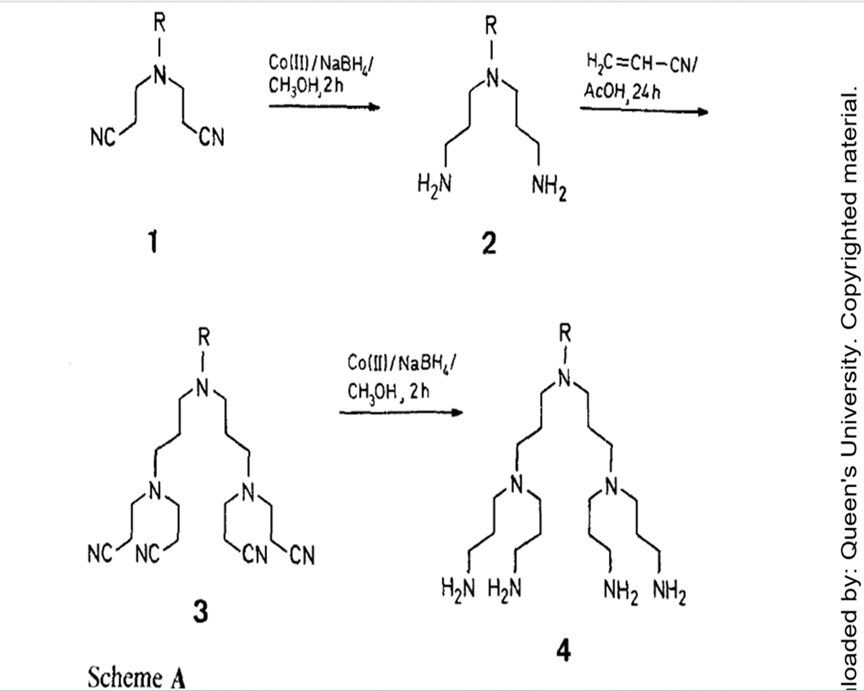 R
N
NC
CN
1
Co(II)/NaBH₄/
CH₃OH, 2h
R
N
H₂N
NH₂
2
H₂C=CH-CN/
AcOH, 24h
R
N
N
N
NC
NC
CN
CN
3
Co(II)/NaBH₄/
CH₃OH, 2h
R
N
N
N
H₂N
H₂N
NH₂
NH₂
4
Scheme A
loaded by: Queen's University. Copyrighted material.